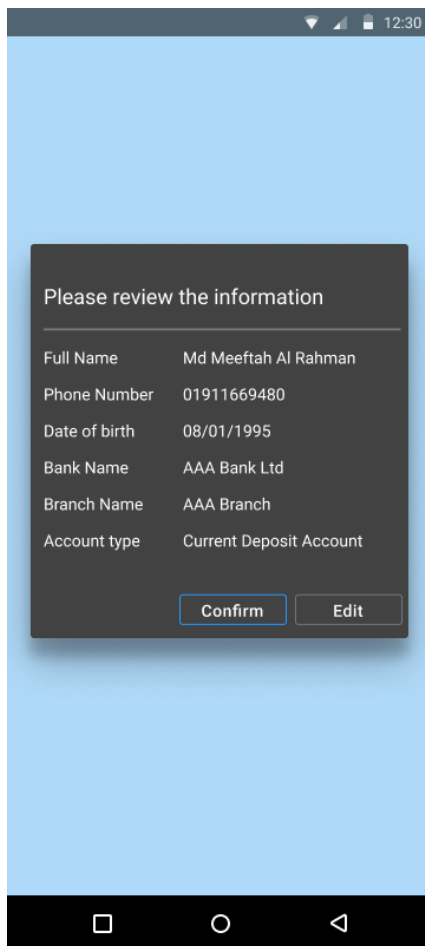 12:30
Please review the information
Full Name Md Meeftah Al Rahman
Phone Number 01911669480
Date of birth 08/01/1995
Bank Name AAA Bank Ltd
Branch Name AAA Branch
Account type Current Deposit Account
Confirm Edit